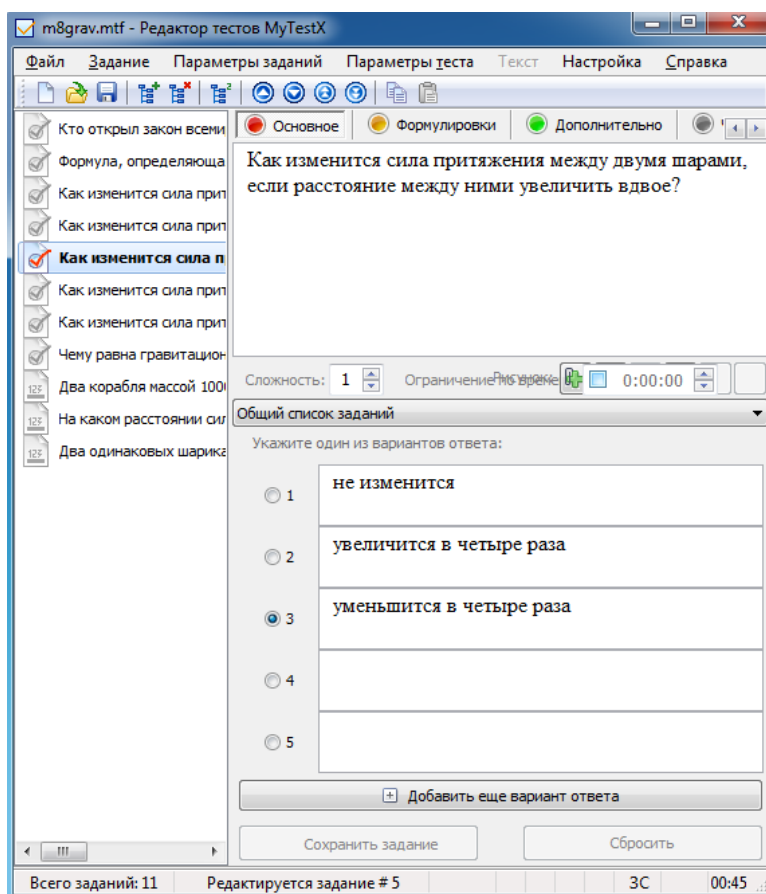 m8grav.mtf - Редактор тестов MyTestX
Файл Задание Параметры заданий Параметры теста Текст Настройка Справка
Основное Формулировки Дополнительно
Кто открыл закон всеми
Формула, определяюща
Как изменится сила прит
Как изменится сила прит
Как изменится сила п
Как изменится сила прит
Как изменится сила прит
Чему равна гравитацион
Два корабля массой 100
На каком расстоянии сил
Два одинаковых шарика
Как изменится сила притяжения между двумя шарами,
если расстояние между ними увеличить вдвое?
Сложность: 1 Ограничение по време 0:00:00
Общий список заданий
Укажите один из вариантов ответа:
1 не изменится
2 увеличится в четыре раза
3 уменьшится в четыре раза
4
5
Добавить еще вариант ответа
Сохранить задание Сбросить
Всего заданий: 11 Редактируется задание # 5 ЗС 00:45